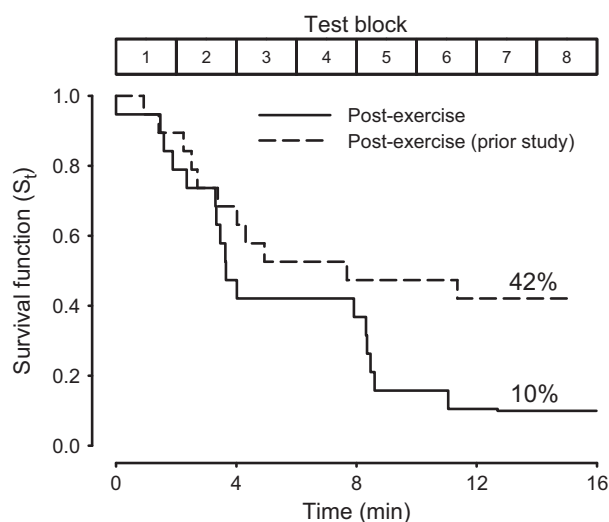 Test block
1 2 3 4 5 6 7 8
1.0
Post-exercise
Post-exercise (prior study)
0.8
0.6
42%
0.4
0.2
10%
0.0
Survival function (St)
0 4 8 12 16
Time (min)